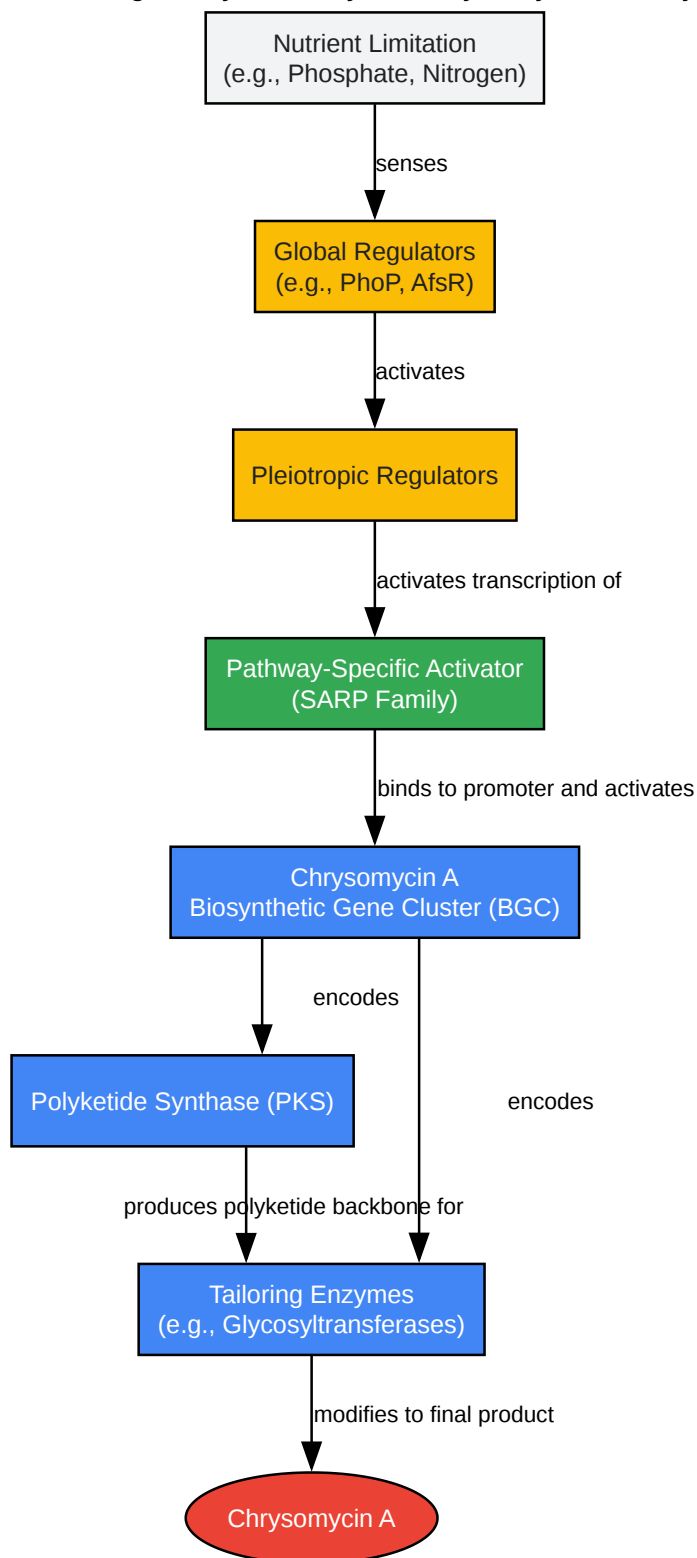 Nutrient Limitation
(e.g., Phosphate, Nitrogen)
senses
Global Regulators
(e.g., PhoP, AfsR)
activates
Pleiotropic Regulators
activates transcription of
Pathway-Specific Activator
(SARP Family)
binds to promoter and activates
Chrysomycin A
Biosynthetic Gene Cluster (BGC)
encodes
Polyketide Synthase (PKS)
encodes
produces polyketide backbone for
Tailoring Enzymes
(e.g., Glycosyltransferases)
modifies to final product
Chrysomycin A